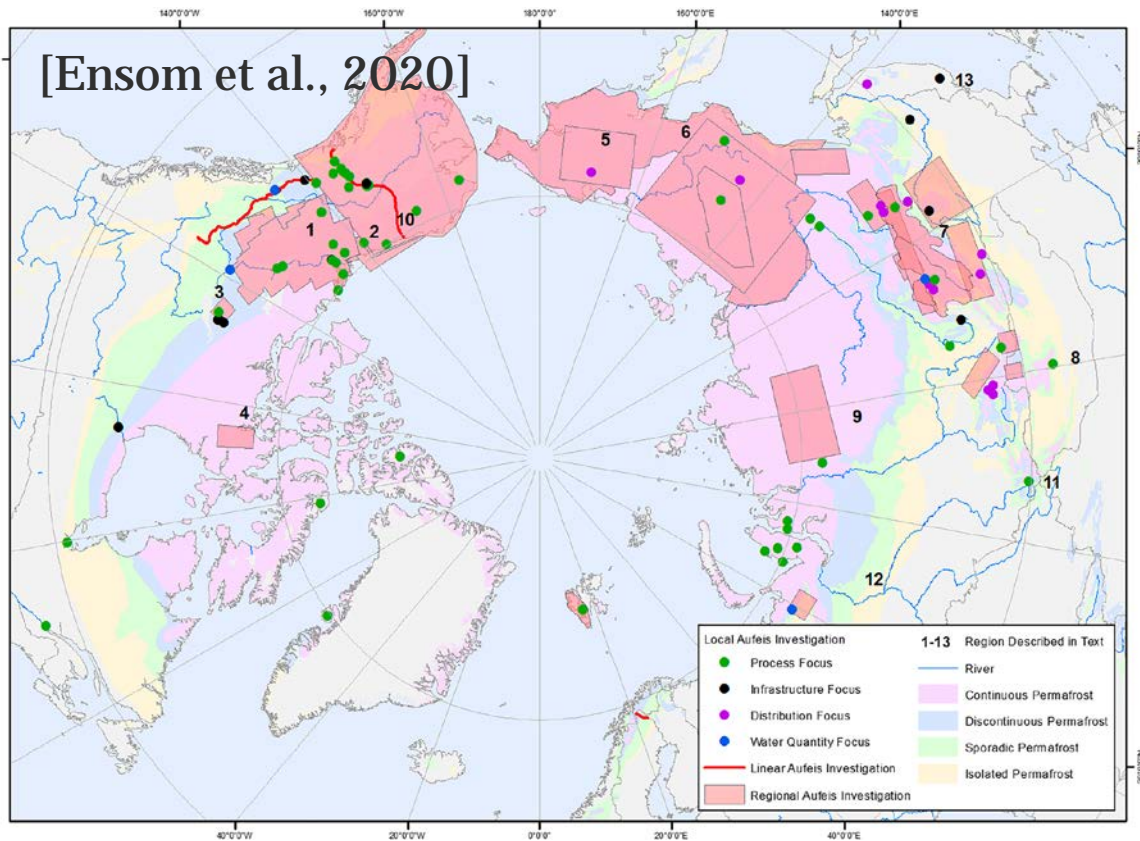 140°0'0"W 160°0'0"W 180°0'0" 160°0'0"E 140°0'0"E
[Ensom et al., 2020]
13
5
6
10
1
2
7
3
8
4
9
11
12
Local Aufeis Investigation
Process Focus
Infrastructure Focus
Distribution Focus
Water Quantity Focus
Linear Aufeis Investigation
Regional Aufeis Investigation
1-13 Region Described in Text
River
Continuous Permafrost
Discontinuous Permafrost
Sporadic Permafrost
Isolated Permafrost
40°0'0"W 20°0'0"W 0°0'0" 20°0'0"E 40°0'0"E